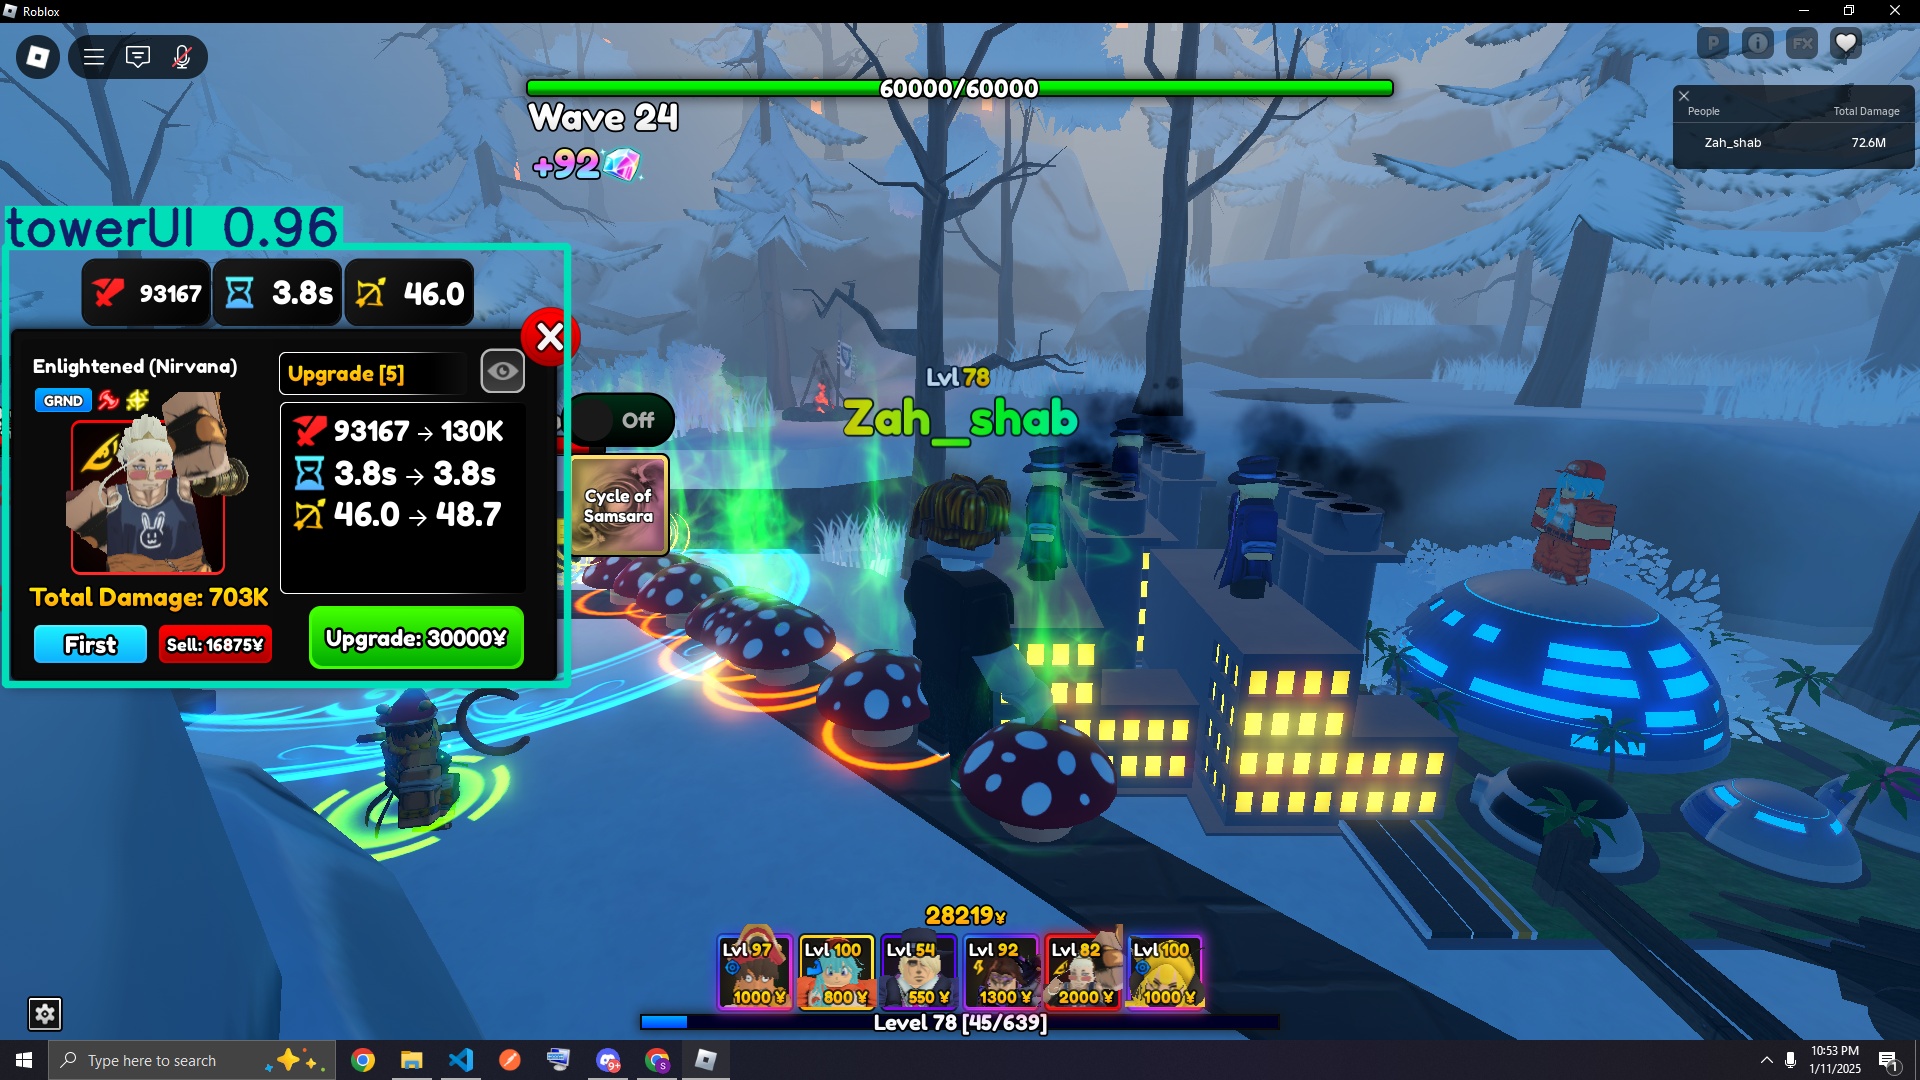 Roblox
P
i
FX
60000/60000
Wave 24
+92
People Total Damage
Zah_shab 72.6M
towerUI 0.96
93167 3.8s 46.0
Enlightened (Nirvana)
GRND
Upgrade [5]
93167 → 130K
3.8s → 3.8s
46.0 → 48.7
Total Damage: 703K
First
Sell: 16875¥
Upgrade: 30000¥
Off
Cycle of
Samsara
Lvl 78
Zah_shab
28219¥
Lvl 97 Lvl 100 Lvl 54 Lvl 92 Lvl 82 Lvl 100
1000 ¥ 800 ¥ 550 ¥ 1300 ¥ 2000 ¥ 1000 ¥
Level 78 [45/639]
Type here to search
9+
S
10:53 PM
1/11/2025
1